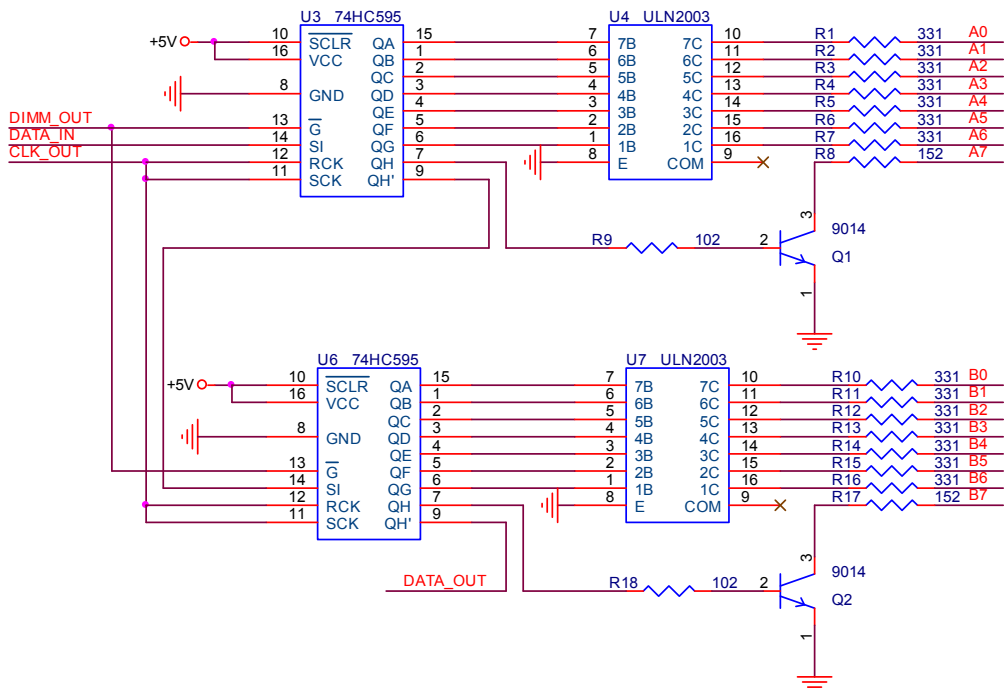 U3 74HC595
U4 ULN2003
+5V
10 SCLR QA 15
16 VCC QB 1
QC 2
8 GND QD 3
QE 4
DIMM_OUT 13 G QF 5
DATA_IN 14 SI QG 6
CLK_OUT 12 RCK QH 7
11 SCK QH' 9
7 7B 7C 10
6 6B 6C 11
5 5B 5C 12
4 4B 4C 13
3 3B 3C 14
2 2B 2C 15
1 1B 1C 16
8 E COM 9
R1 331 A0
R2 331 A1
R3 331 A2
R4 331 A3
R5 331 A4
R6 331 A5
R7 331 A6
R8 152 A7
R9 102
2 3 1
9014
Q1
U6 74HC595
U7 ULN2003
+5V
10 SCLR QA 15
16 VCC QB 1
QC 2
8 GND QD 3
QE 4
13 G QF 5
14 SI QG 6
12 RCK QH 7
11 SCK QH' 9
7 7B 7C 10
6 6B 6C 11
5 5B 5C 12
4 4B 4C 13
3 3B 3C 14
2 2B 2C 15
1 1B 1C 16
8 E COM 9
R10 331 B0
R11 331 B1
R12 331 B2
R13 331 B3
R14 331 B4
R15 331 B5
R16 331 B6
R17 152 B7
DATA_OUT
R18 102
2 3 1
9014
Q2